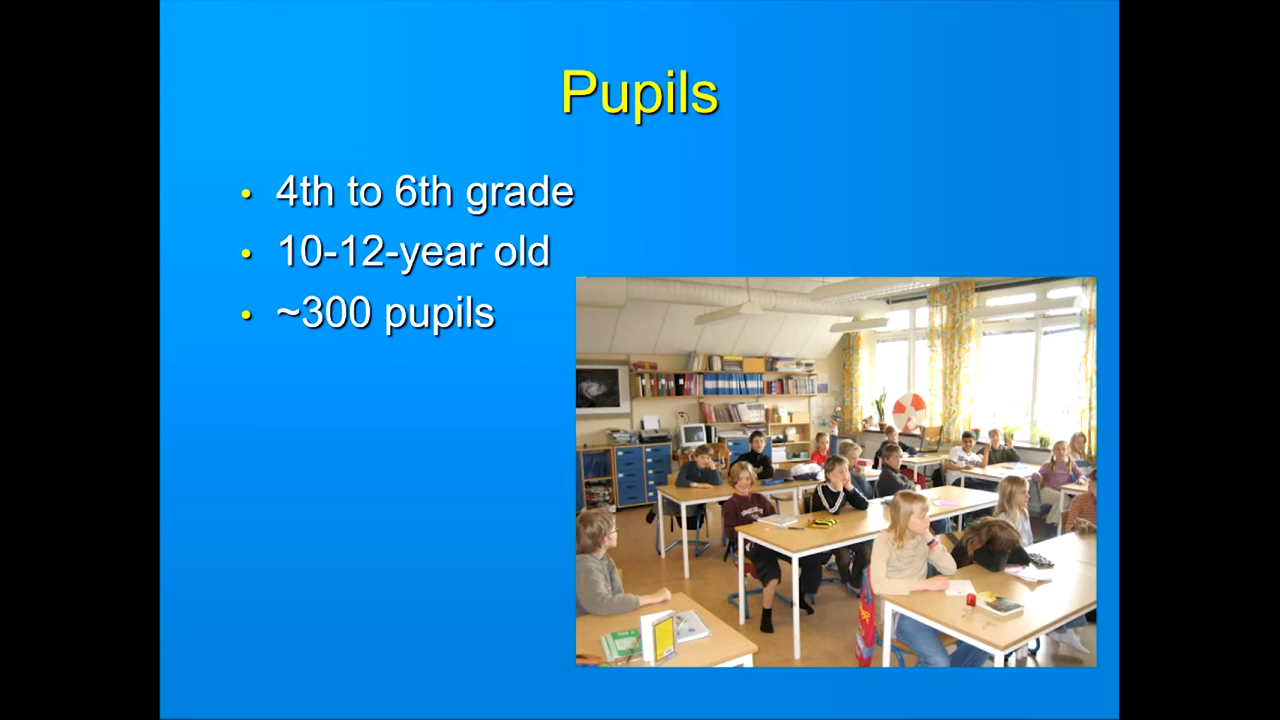 Pupils
• 4th to 6th grade
• 10-12-year old
• ~300 pupils